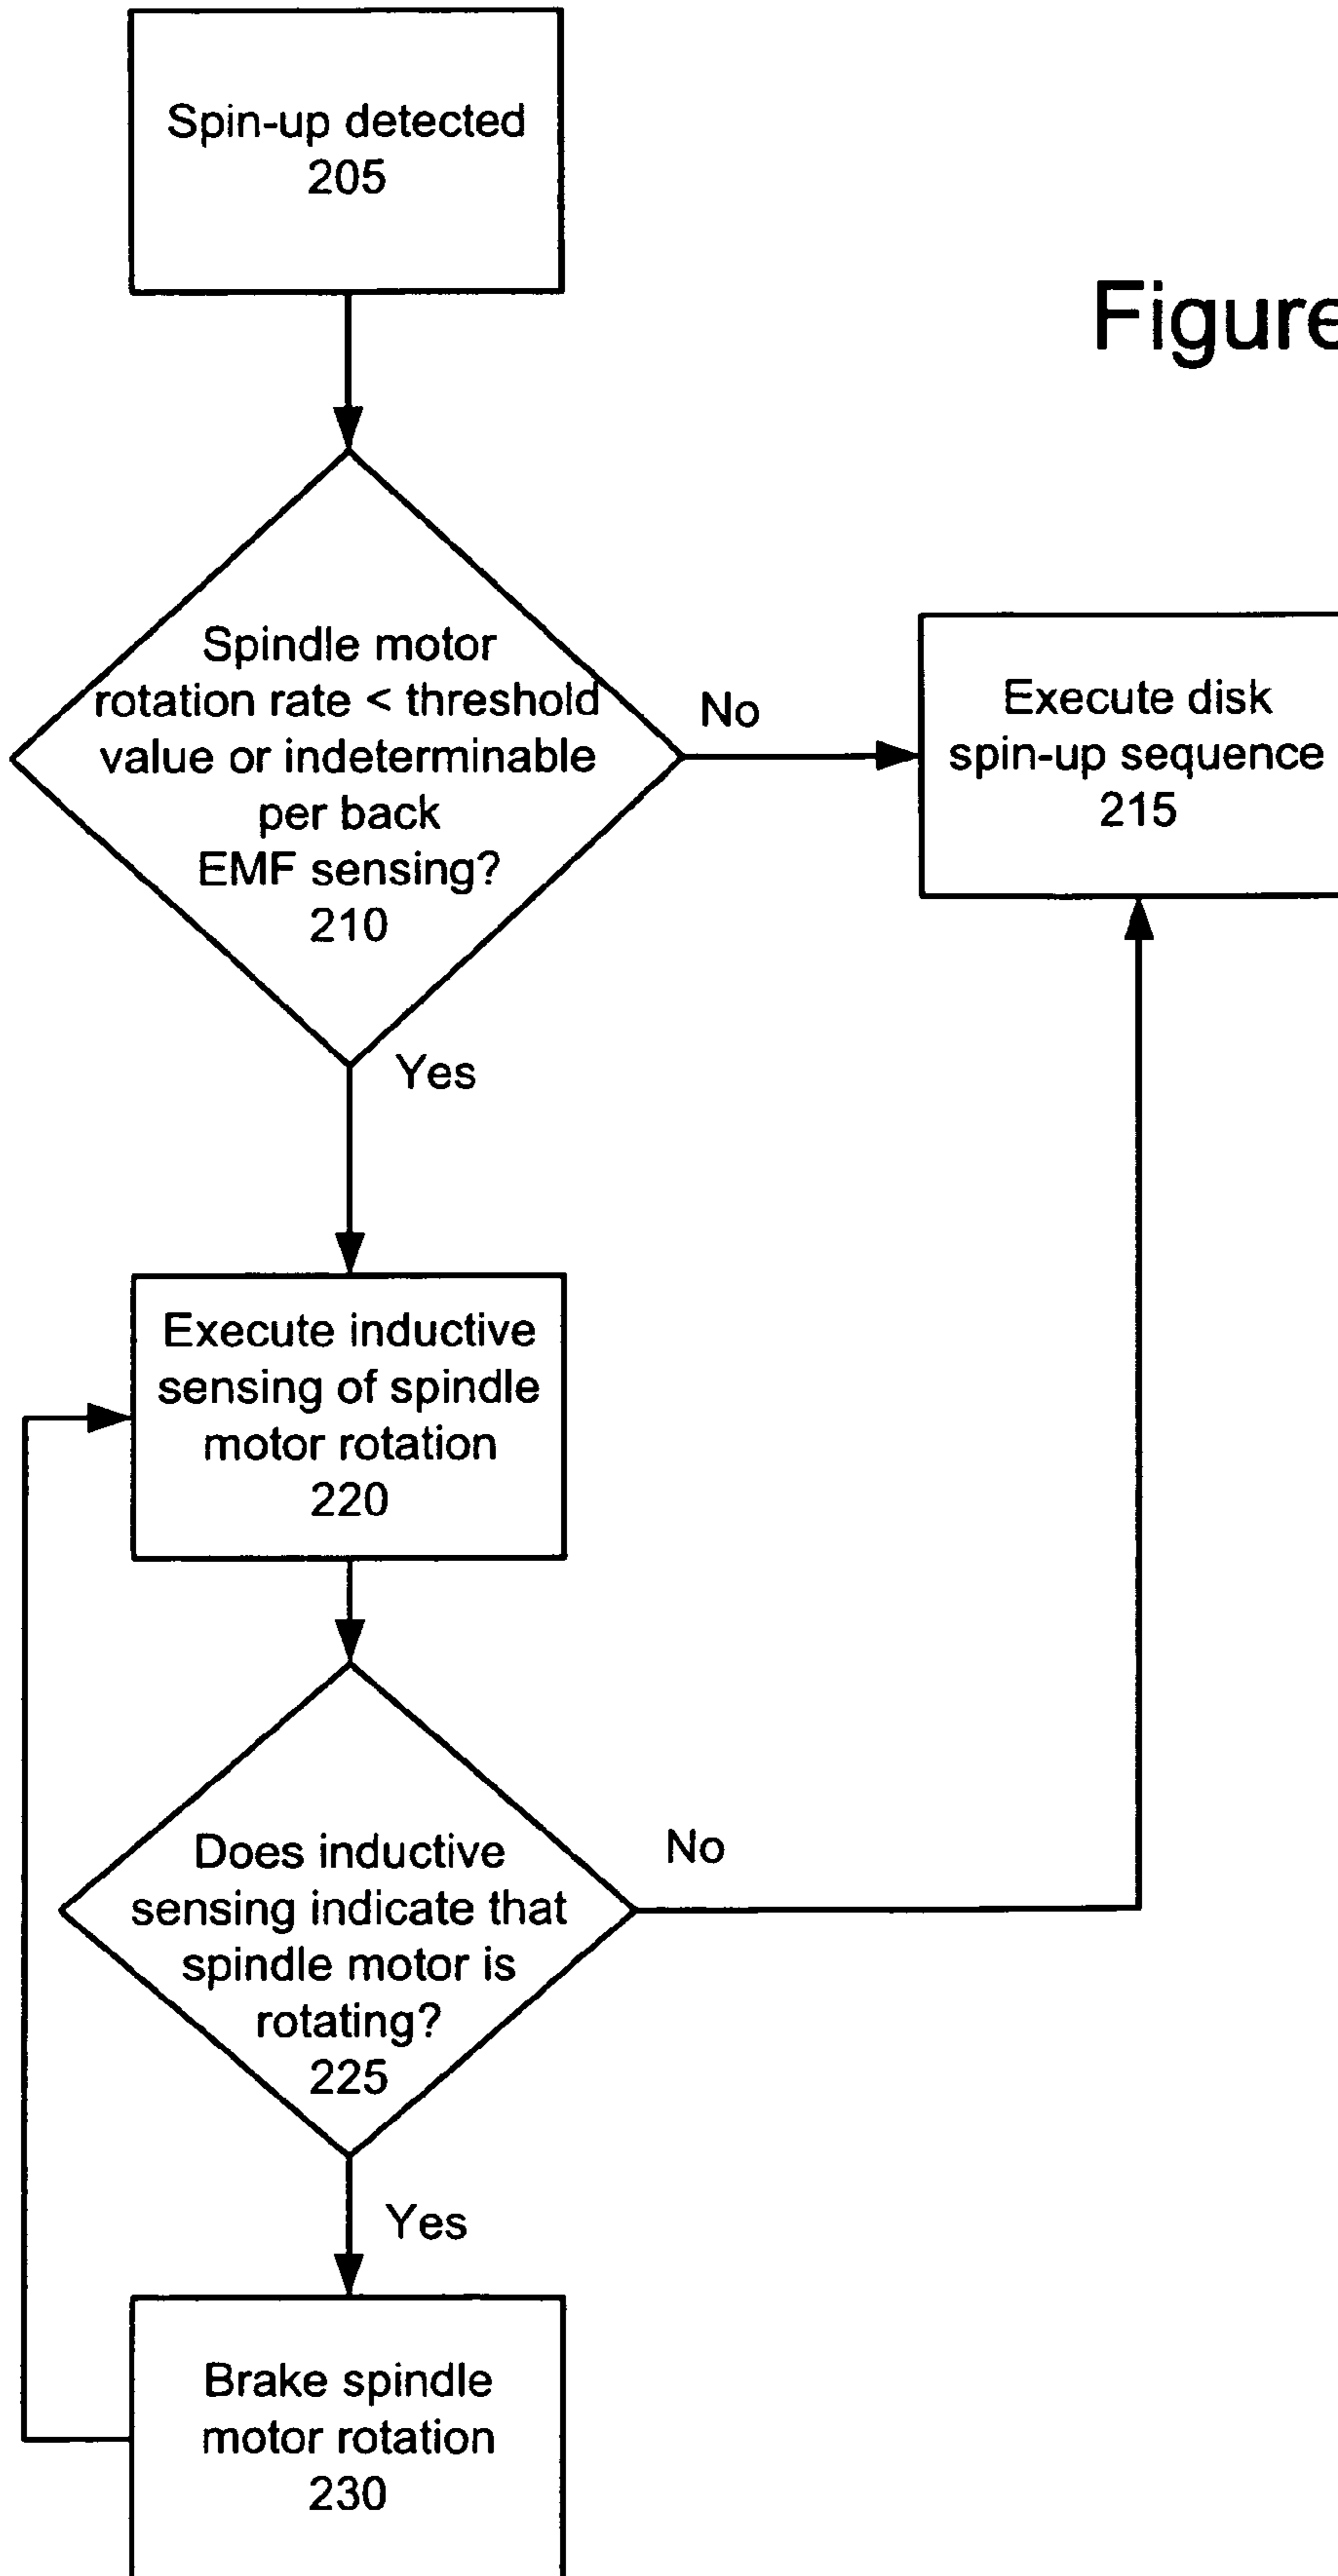 Spin-up detected
205
Figure
Spindle motor
rotation rate < threshold
value or indeterminable
per back
EMF sensing?
210
No
Execute disk
spin-up sequence
215
Yes
Execute inductive
sensing of spindle
motor rotation
220
Does inductive
sensing indicate that
spindle motor is
rotating?
225
No
Yes
Brake spindle
motor rotation
230